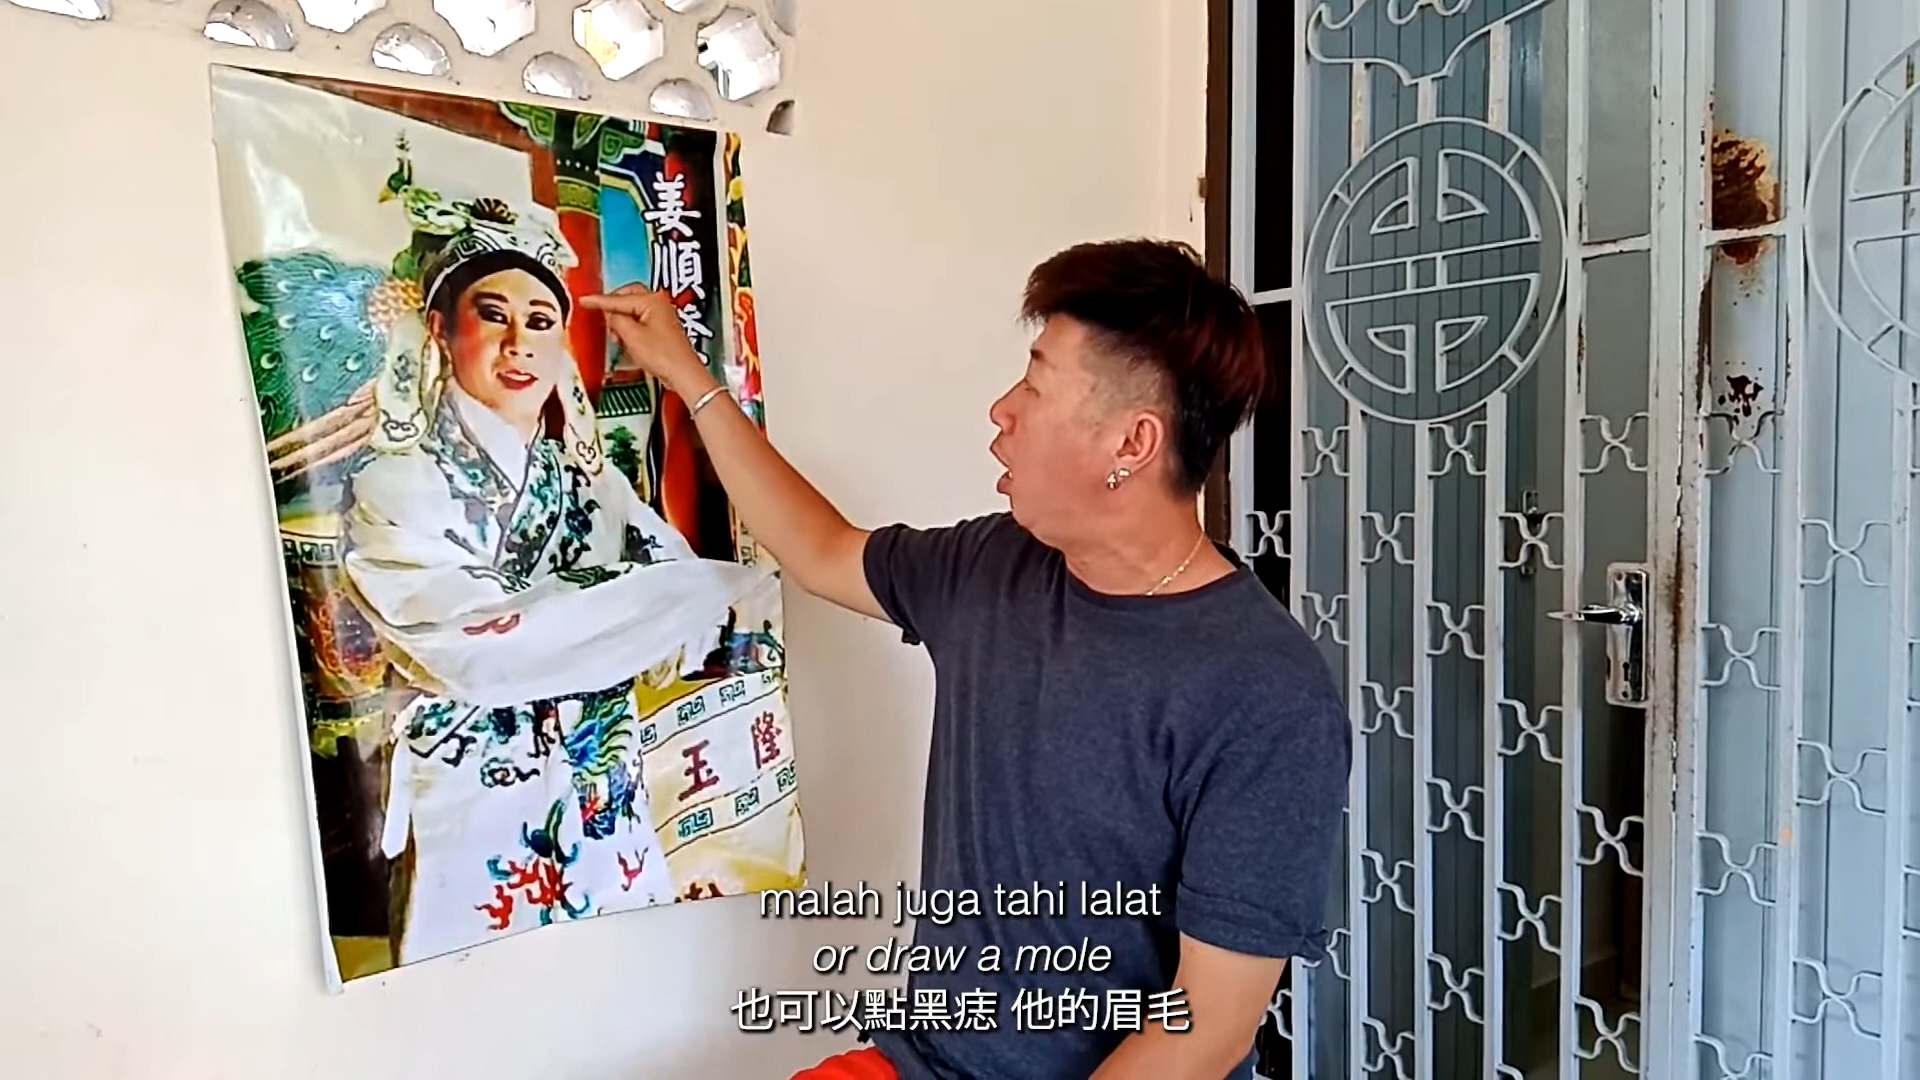 姜順
玉隆
malah juga tahi lalat
or draw a mole
也可以點黑痣 他的眉毛